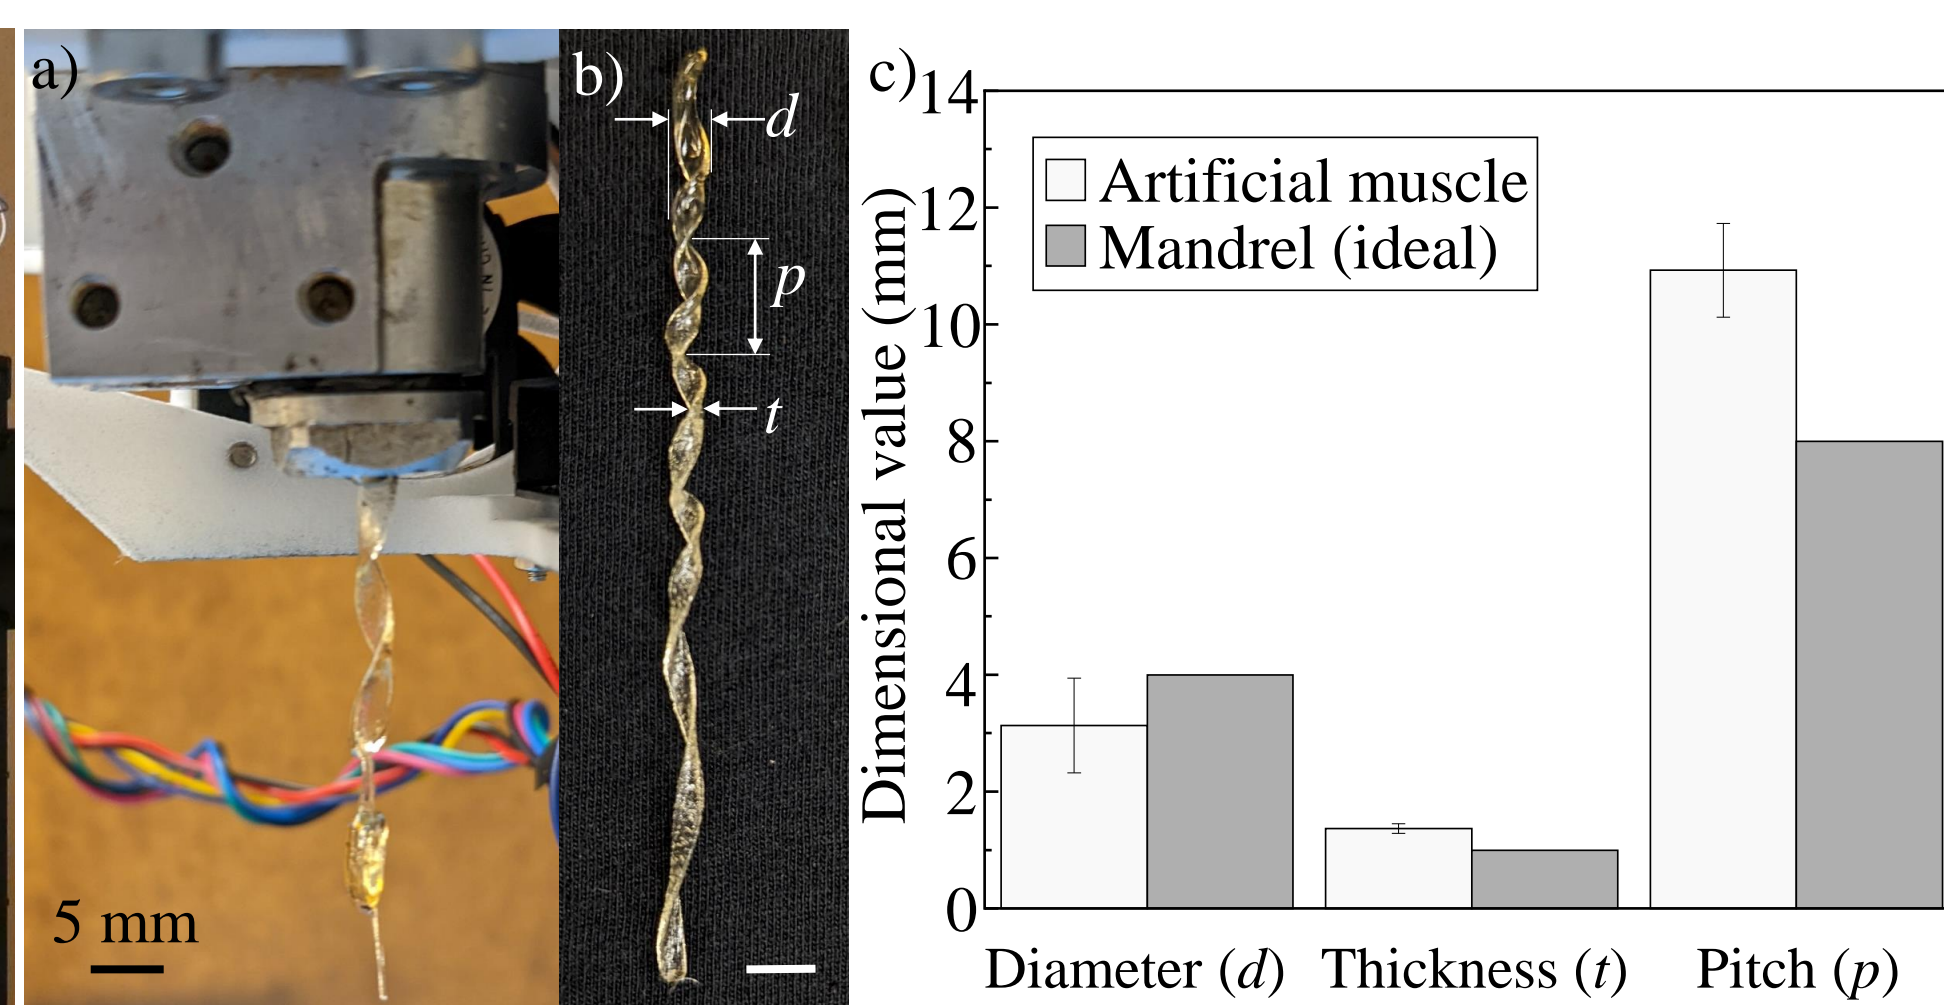 a)
5 mm
b)
d
p
t
c)
Dimensional value (mm)
14
12
10
8
6
4
2
0
Artificial muscle
Mandrel (ideal)
Diameter (d)
Thickness (t)
Pitch (p)